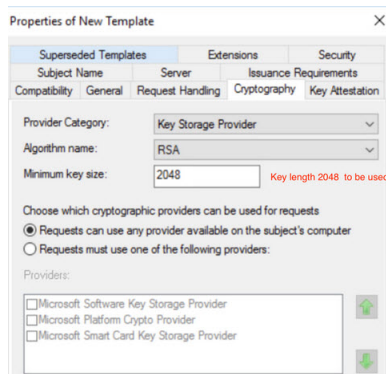 Properties of New Template
Superseded Templates Extensions Security
Subject Name Server Issuance Requirements
Compatibility General Request Handling Cryptography Key Attestation
Provider Category: Key Storage Provider
Algorithm name: RSA
Minimum key size: 2048 Key length 2048 to be used
Choose which cryptographic providers can be used for requests
Requests can use any provider available on the subject's computer
Requests must use one of the following providers:
Providers:
Microsoft Software Key Storage Provider
Microsoft Platform Crypto Provider
Microsoft Smart Card Key Storage Provider